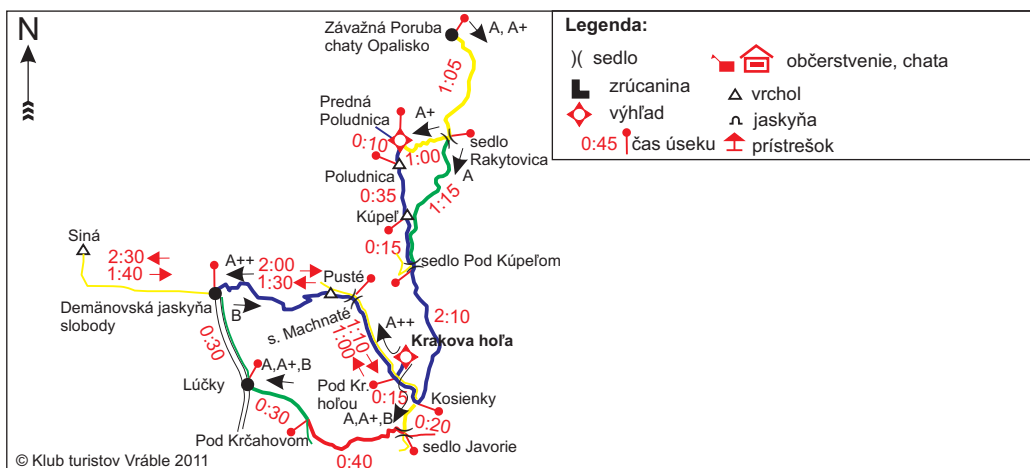 N
Závažná Poruba
chaty Opalisko
A, A+
1:05
Predná
Poludnica
A+
0:10
1:00
sedlo
Rakytovica
Poludnica
A
0:35
1:15
Kúpeľ
0:15
sedlo Pod Kúpeľom
Siná
2:30
1:40
A++
2:00
1:30
Pusté
Demänovská jaskyňa
slobody
B
s. Machnaté
2:10
A++
Krakova hoľa
1:10
1:00
0:30
A,A+,B
Lúčky
Pod Kr.
hoľou
0:15
Kosienky
0:30
A,A+,B
0:20
Pod Krčahovom
sedlo Javorie
0:40
© Klub turistov Vráble 2011
Legenda:
)( sedlo
občerstvenie, chata
zrúcanina
vrchol
výhľad
jaskyňa
0:45 čas úseku
prístrešok